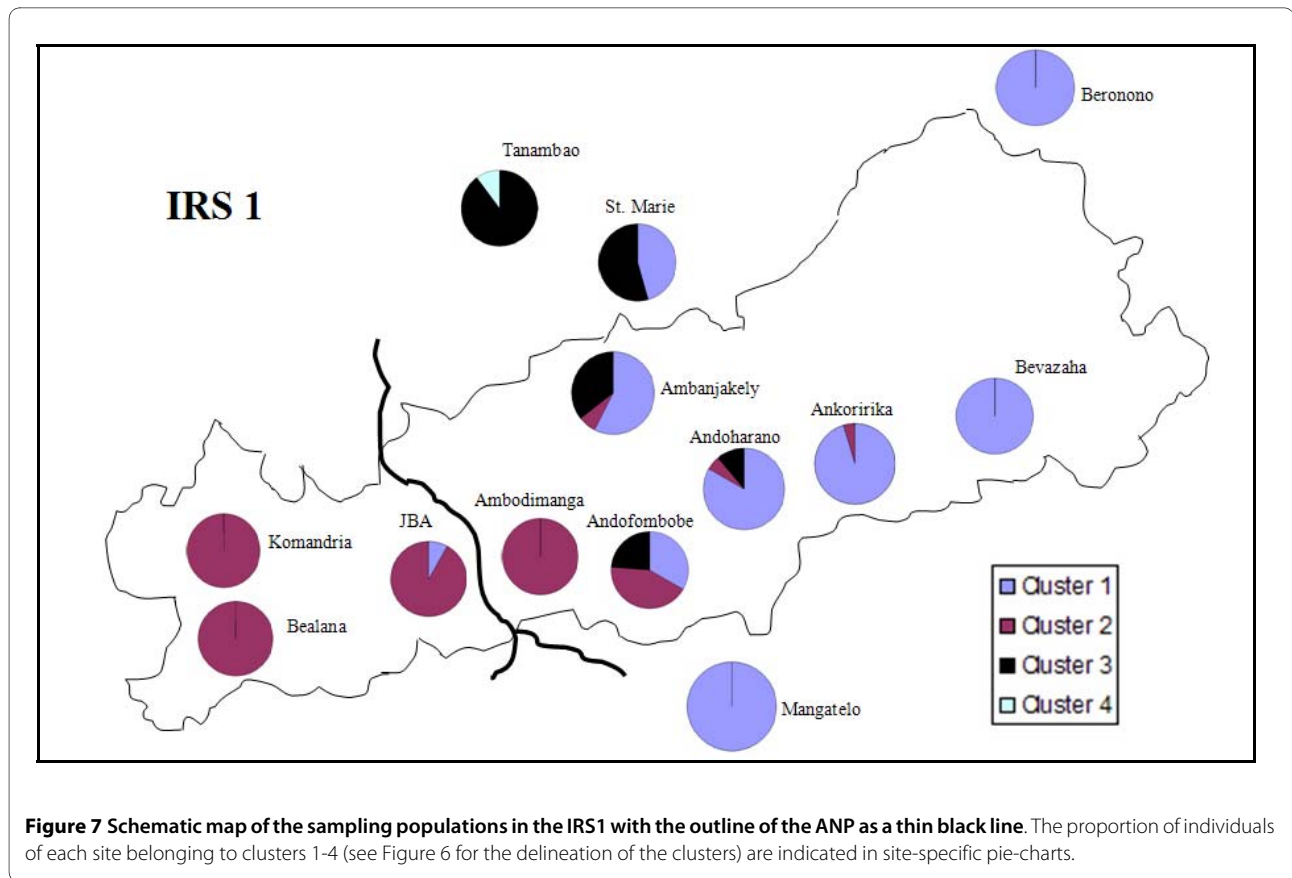 Beronono
Tanambao
IRS 1
St. Marie
Ambanjakely
Bevazaha
Ankoririka
Andoharano
Ambodimanga
Andofombobe
JBA
Komandria
Bealana
Mangatelo
Cluster 1
Cluster 2
Cluster 3
Cluster 4
Figure 7 Schematic map of the sampling populations in the IRS1 with the outline of the ANP as a thin black line. The proportion of individuals
of each site belonging to clusters 1-4 (see Figure 6 for the delineation of the clusters) are indicated in site-specific pie-charts.